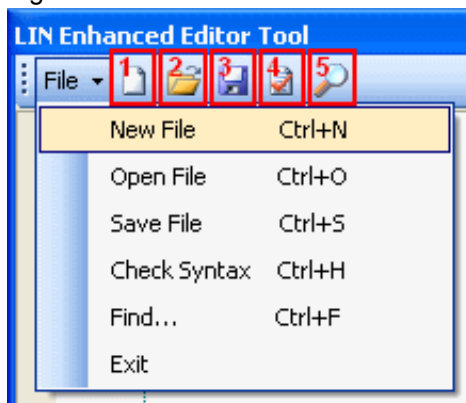 LIN Enhanced Editor Tool
File 1 2 3 4 5
New File Ctrl+N
Open File Ctrl+O
Save File Ctrl+S
Check Syntax Ctrl+H
Find... Ctrl+F
Exit